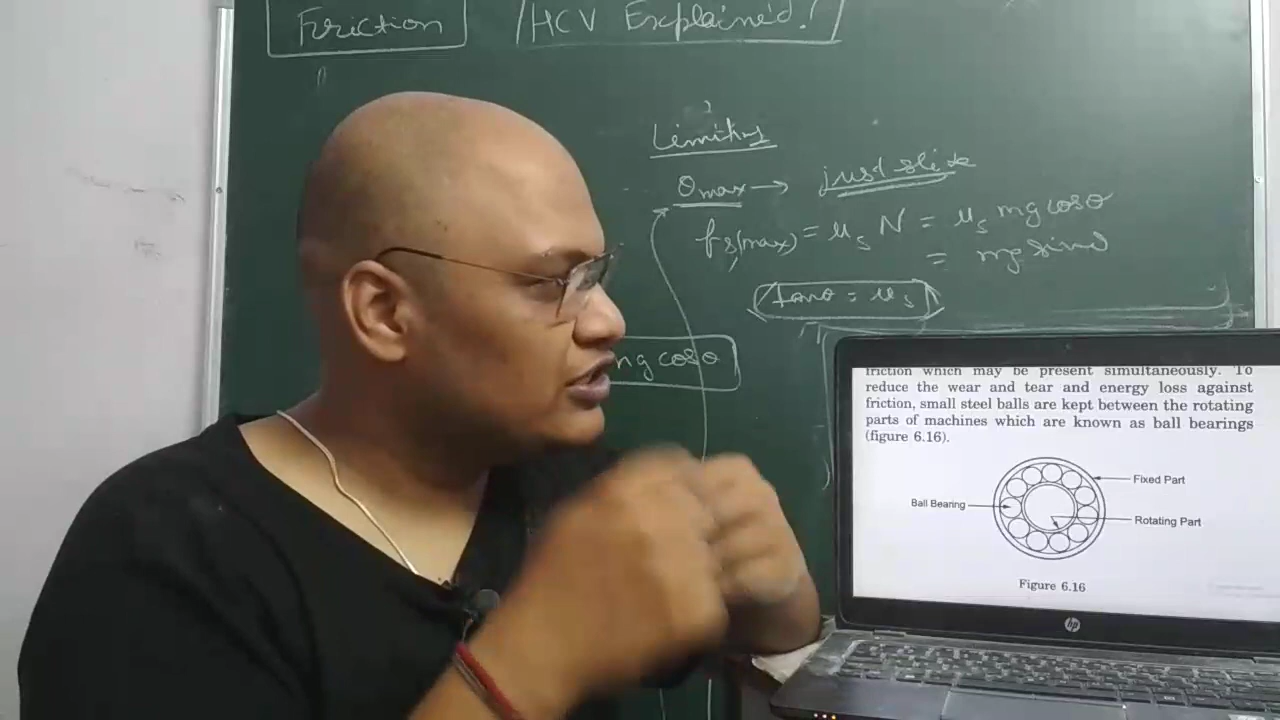 Friction
/HCV Explained!
Limiting
θmax → just slide
fs(max) = μs N = μs mg cosθ
= mg sinθ
tanθ = μs
mg cosθ
friction which may be present simultaneously. To
reduce the wear and tear and energy loss against
friction, small steel balls are kept between the rotating
parts of machines which are known as ball bearings
(figure 6.16).
Fixed Part
Ball Bearing
Rotating Part
Figure 6.16
hp